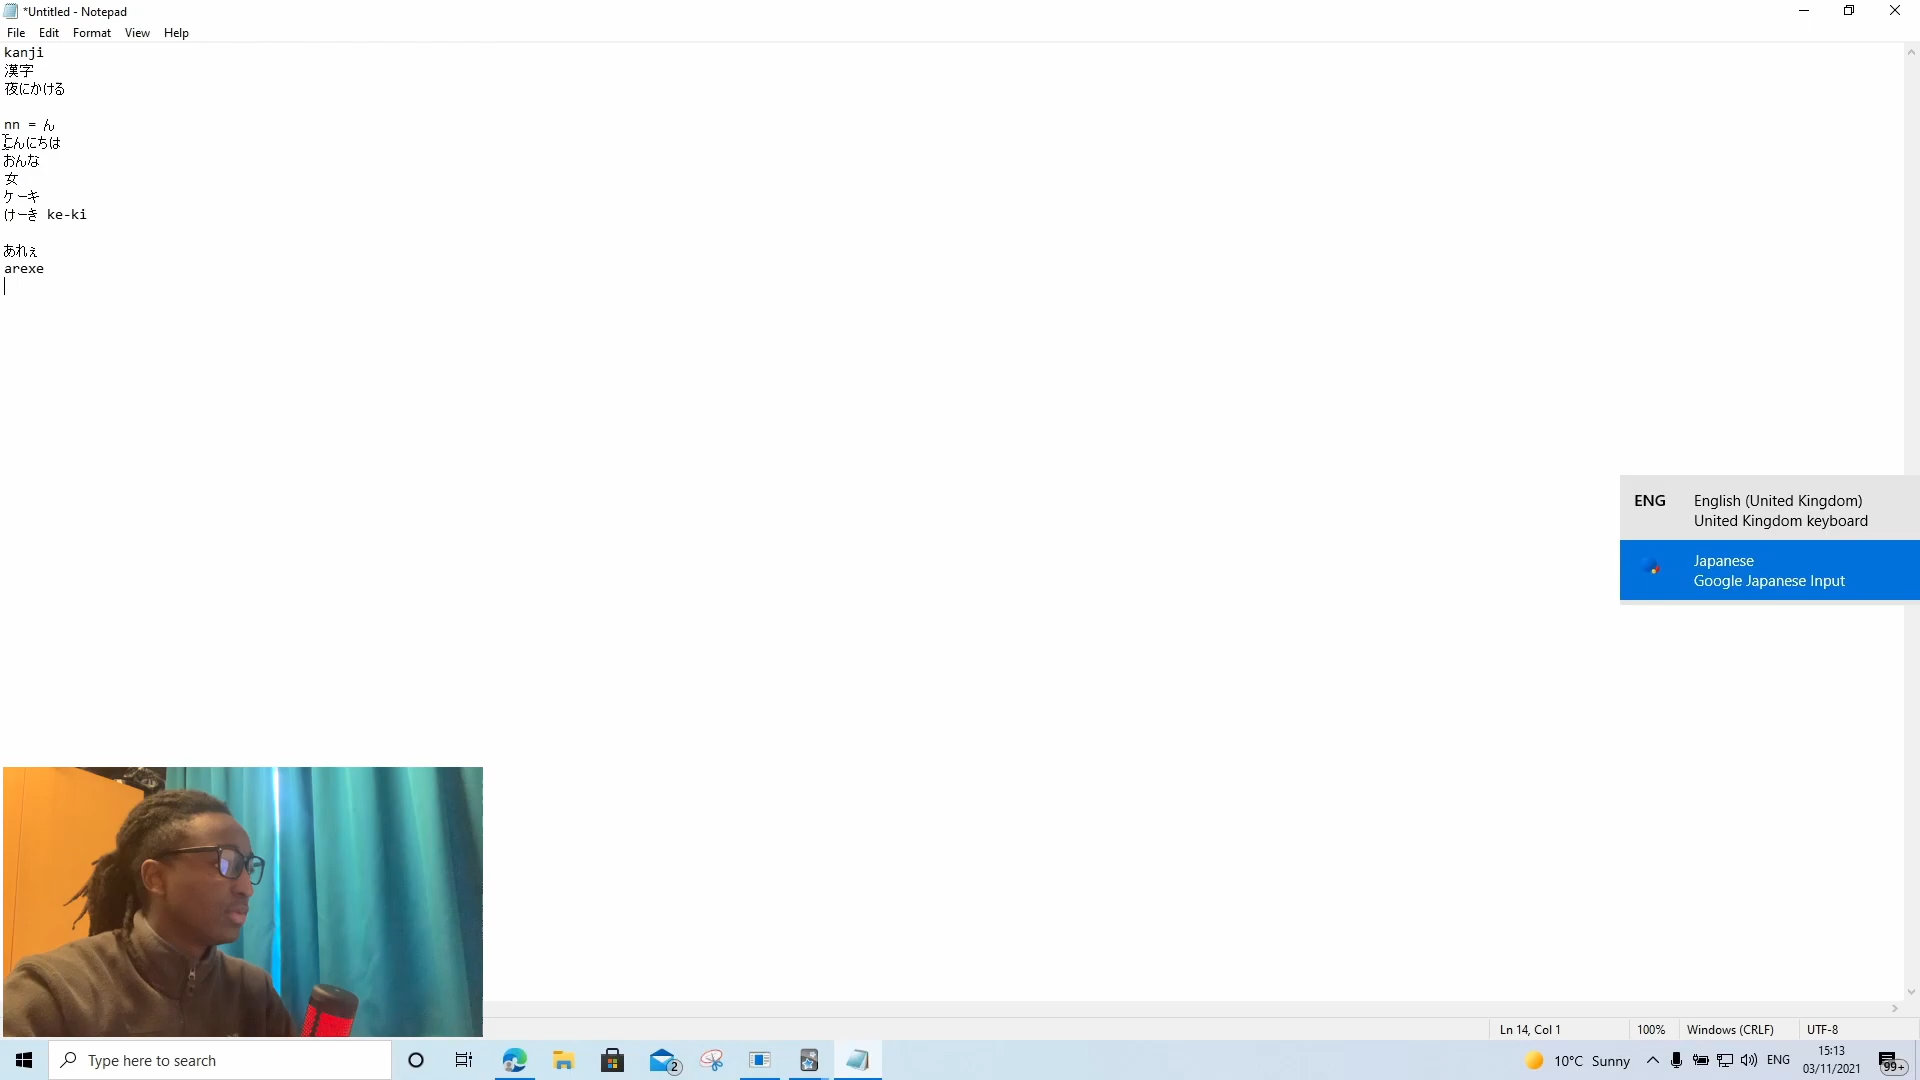 *Untitled - Notepad
File Edit Format View Help
kanji
漢字
夜にかける
nn = ん
こんにちは
おんな
女
ケーキ
けーき ke-ki
あれぇ
arexe
ENG English (United Kingdom)
United Kingdom keyboard
Japanese
Google Japanese Input
Ln 14, Col 1 100% Windows (CRLF) UTF-8
Type here to search
2
10°C Sunny
ENG
15:13
03/11/2021
99+